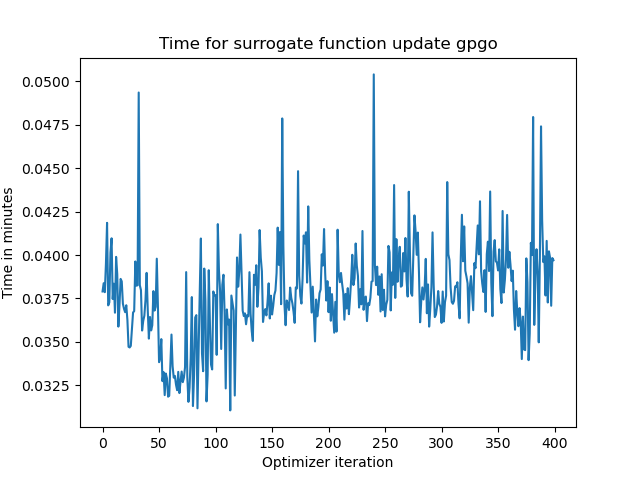 Time for surrogate function update gpgo
Time in minutes
0.0500
0.0475
0.0450
0.0425
0.0400
0.0375
0.0350
0.0325
0 50 100 150 200 250 300 350 400
Optimizer iteration